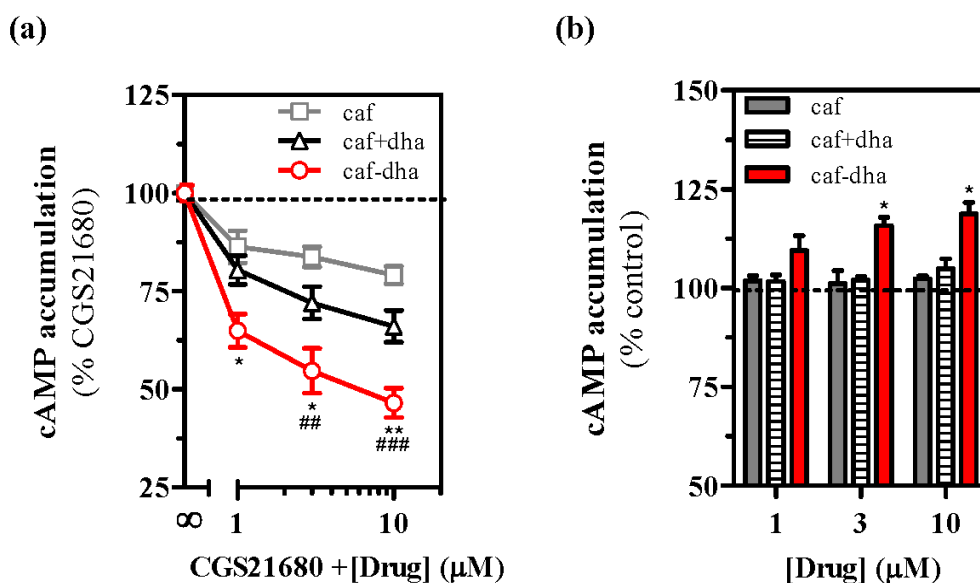 (a)
125
100
75
50
25
cAMP accumulation
(% CGS21680)
caf
caf+dha
caf-dha
*
*
##
**
###
∞
1
10
CGS21680 +[Drug] (μM)
(b)
150
125
100
75
50
cAMP accumulation
(% control)
caf
caf+dha
caf-dha
*
*
1
3
10
[Drug] (μM)